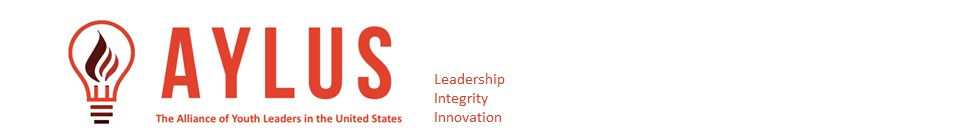 AYLUS
The Alliance of Youth Leaders in the United States
Leadership
Integrity
Innovation